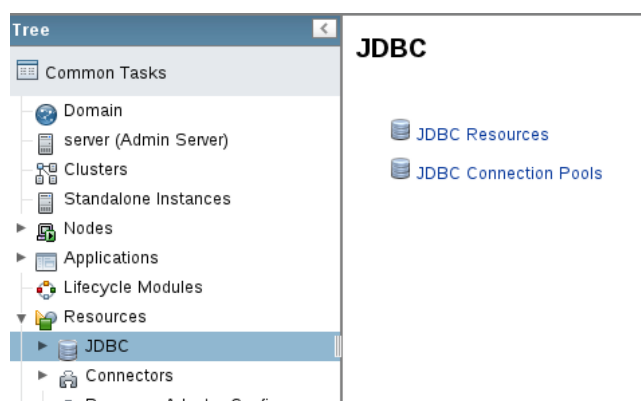 Tree
Common Tasks
Domain
server (Admin Server)
Clusters
Standalone Instances
Nodes
Applications
Lifecycle Modules
Resources
JDBC
Connectors
JDBC
JDBC Resources
JDBC Connection Pools